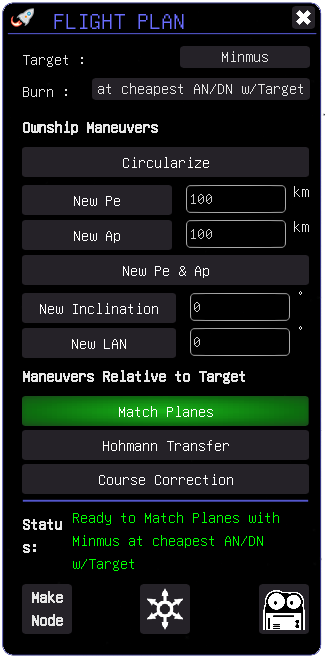 FLIGHT PLAN
Target : Minmus
Burn : at cheapest AN/DN w/Target
Ownship Maneuvers
Circularize
New Pe 100 km
New Ap 100 km
New Pe & Ap
New Inclination 0 °
New LAN 0 °
Maneuvers Relative to Target
Match Planes
Hohmann Transfer
Course Correction
Statu
s:
Ready to Match Planes with
Minmus at cheapest AN/DN
w/Target
Make
Node